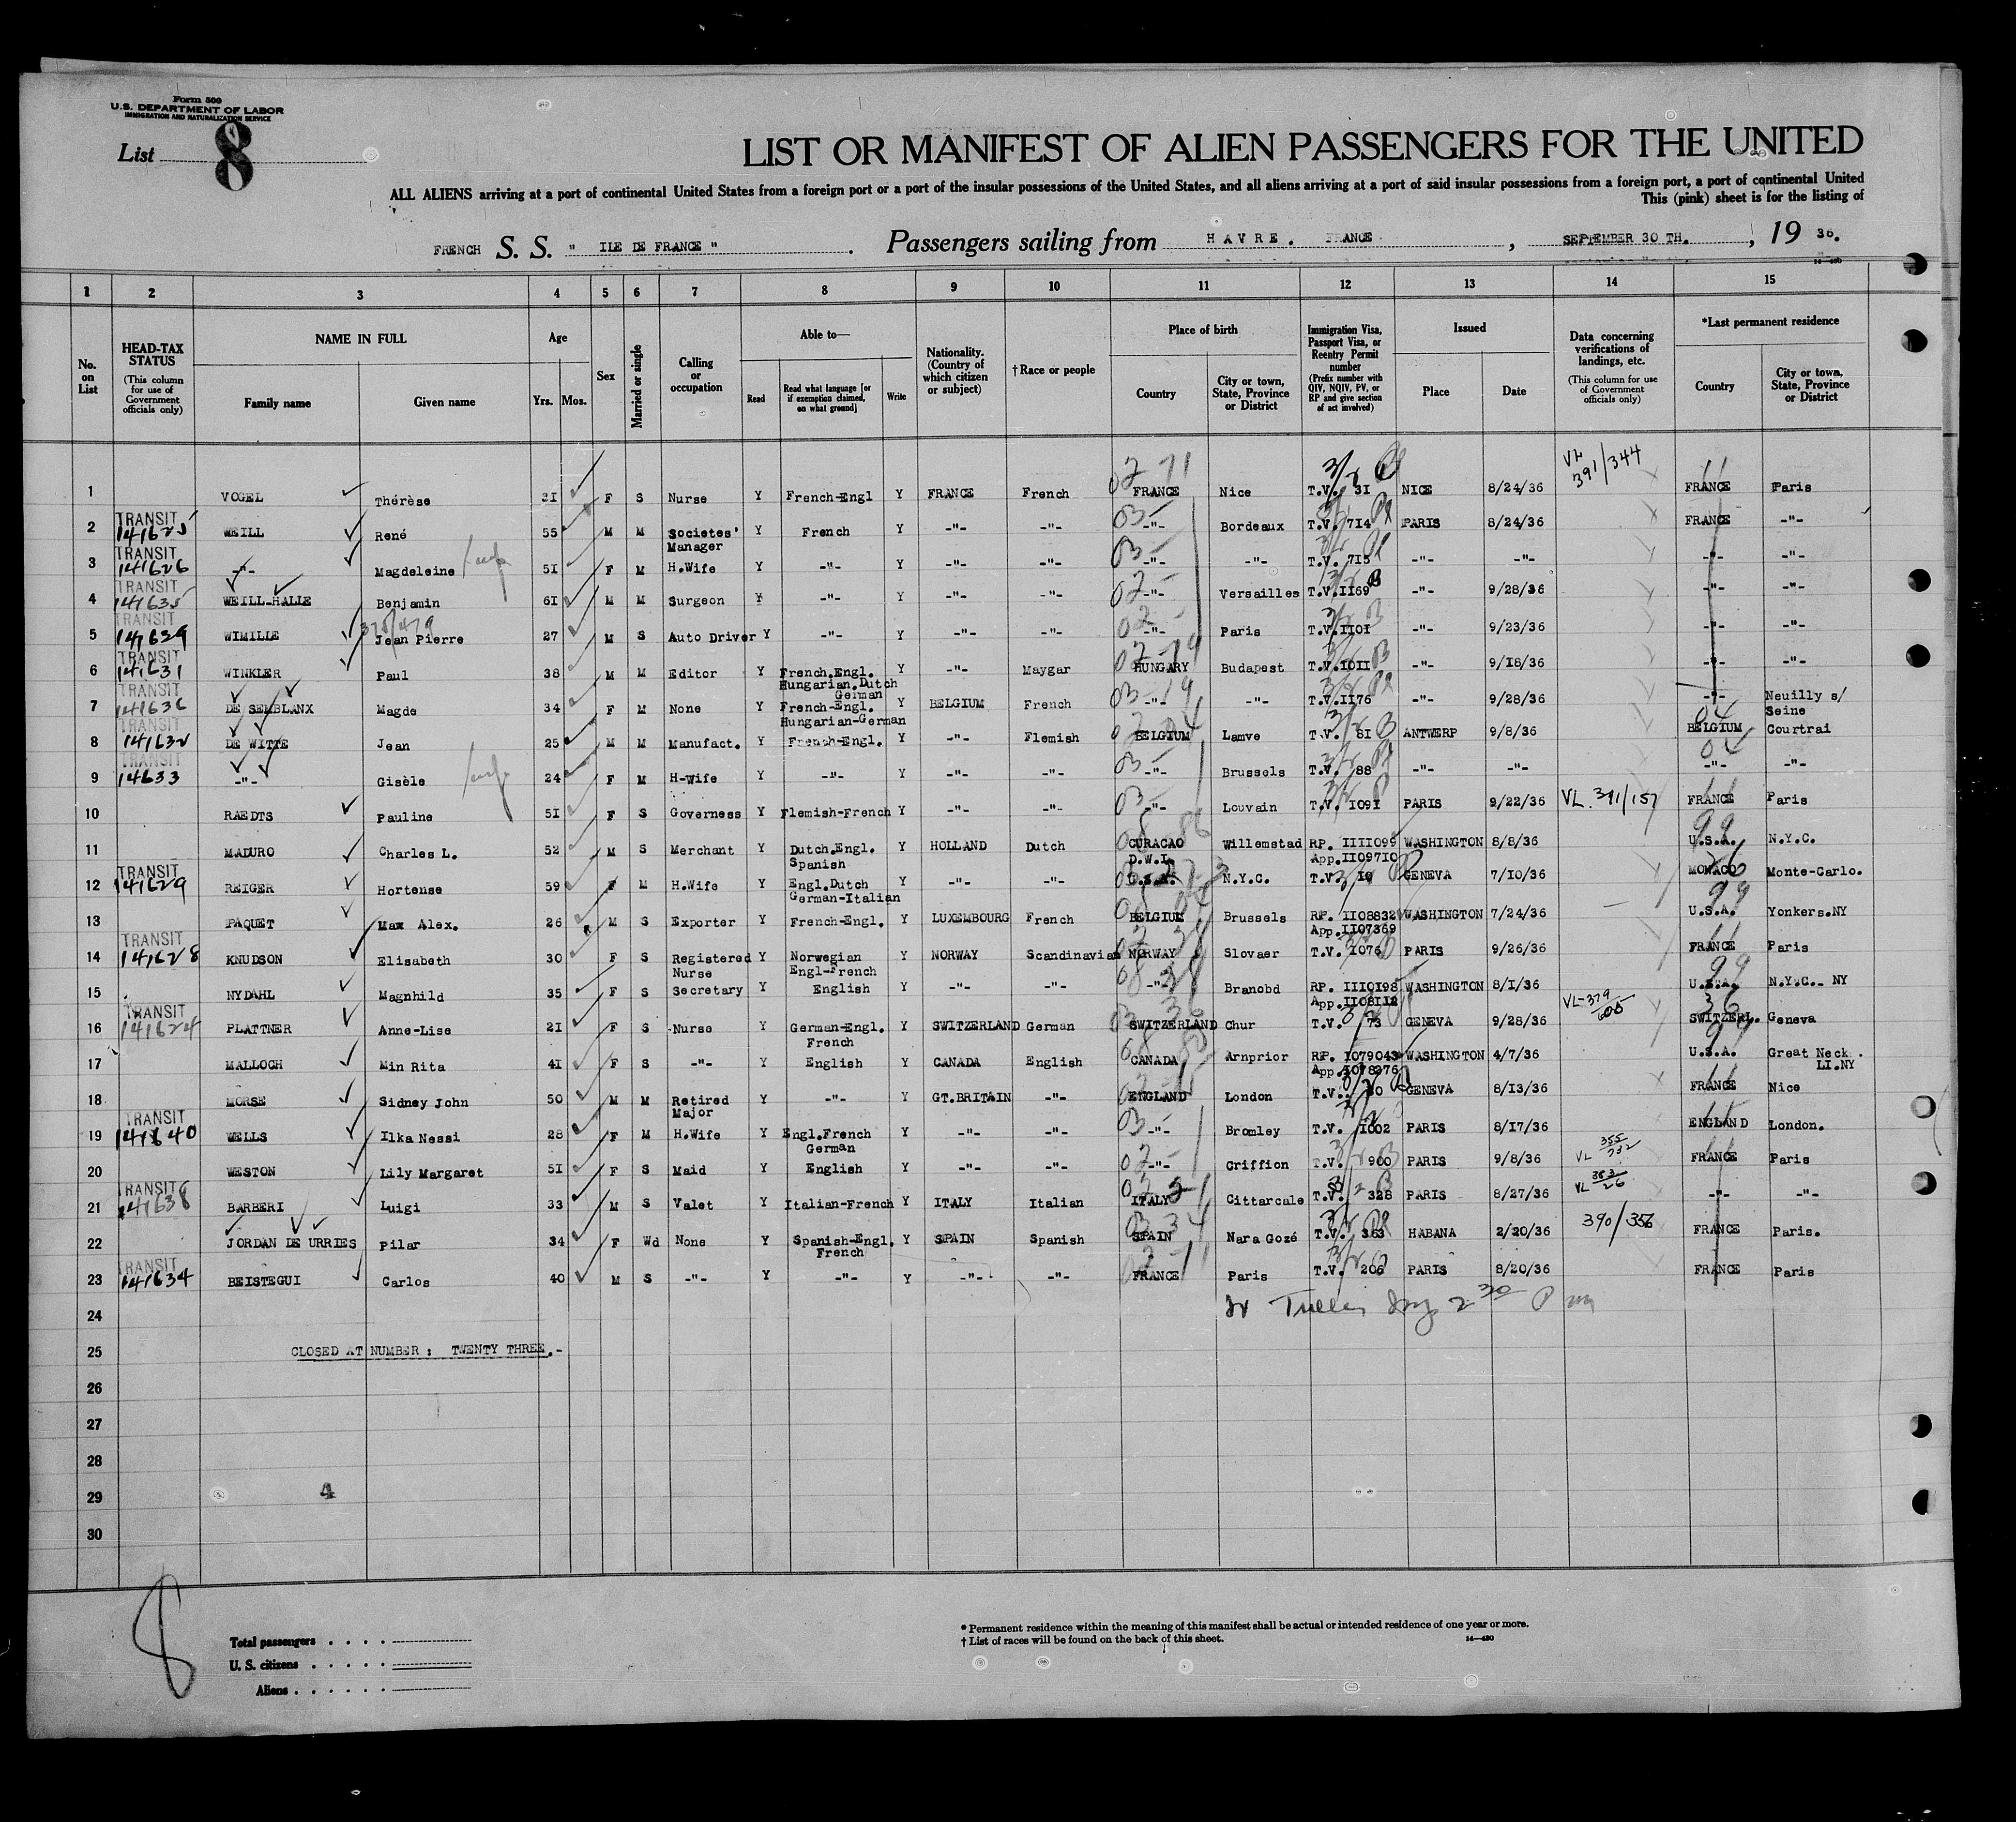 Form 500
U.S. DEPARTMENT OF LABOR
IMMIGRATION AND NATURALIZATION SERVICE
List 8
LIST OR MANIFEST OF ALIEN PASSENGERS FOR THE UNITED
ALL ALIENS arriving at a port of continental United States from a foreign port or a port of the insular possessions of the United States, and all aliens arriving at a port of said insular possessions from a foreign port, a port of continental United
This (pink) sheet is for the listing of
FRENCH S. S. " ILE DE FRANCE " . Passengers sailing from HAVRE. FRANCE , SEPTEMBER 30 TH. , 19 36.
1 2 3 4 5 6 7 8 9 10 11 12 13 14 15
No. on List
HEAD-TAX STATUS (This column for use of Government officials only)
NAME IN FULL
Family name Given name
Age
Yrs. Mos.
Sex
Married or single
Calling or occupation
Able to—
Read Read what language [or if exemption claimed, on what ground] Write
Nationality. (Country of which citizen or subject)
† Race or people
Place of birth
Country City or town, State, Province or District
Immigration Visa, Passport Visa, or Reentry Permit number (Prefix number with QIV, NQIV, PV, or RP and give section of act involved)
Issued
Place Date
Data concerning verifications of landings, etc. (This column for use of Government officials only)
*Last permanent residence
Country City or town, State, Province or District
1 VOGEL Thérèse F S Nurse Y French-Engl Y FRANCE French FRANCE Nice T.V. 31 NICE 8/24/36 VL 391/344 FRANCE Paris
2 TRANSIT 141625 WEILL René 55 M M Societes' Manager Y French Y -"- -"- -"- Bordeaux T.V. 714 PARIS 8/24/36 FRANCE -"-
3 TRANSIT 141626 -"- Magdeleine 51 F M H.Wife Y -"- Y -"- -"- -"- -"- T.V. 715 -"- -"- -"- -"-
4 TRANSIT 141635 WEILL-HALLE Benjamin 61 M M Surgeon Y -"- Y -"- -"- -"- Versailles T.V.1169 -"- 9/28/36 -"- -"-
5 TRANSIT 141639 WIMILLE Jean Pierre 27 M S Auto Driver Y -"- Y -"- -"- -"- Paris T.V.1101 -"- 9/23/36 -"- -"-
6 TRANSIT 141631 WINKLER Paul 38 M M Editor Y French.Engl. Hungarian.Dutch German Y -"- Maygar HUNGARY Budapest T.V.1011 -"- 9/18/36 -"- -"-
7 TRANSIT 141636 DE SEMBLANX Magde 34 F M None Y French-Engl. Hungarian-German Y BELGIUM French -"- -"- T.V.1176 -"- 9/28/36 -"- Neuilly s/ Seine
8 TRANSIT 141632 DE WITTE Jean 25 M M Manufact. Y French-Engl. Y -"- Flemish BELGIUM Lamve T.V. 81 ANTWERP 9/8/36 BELGIUM Courtrai
9 TRANSIT 14633 -"- Gisèle 24 F M H-Wife Y -"- Y -"- -"- -"- Brussels T.V. 88 -"- -"- -"- -"-
10 RAEDTS Pauline 51 F S Governess Y Flemish-French Y -"- -"- -"- Louvain T.V. 1091 PARIS 9/22/36 VL. 391/157 FRANCE Paris
11 MADURO Charles L. 52 M S Merchant Y Dutch.Engl. Spanish Y HOLLAND Dutch CURACAO D.W.I. Willemstad RP. 1111099 App.1109710 WASHINGTON 8/8/36 U.S.A. N.Y.C.
12 TRANSIT 141629 REIGER Hortense 59 F M H.Wife Y Engl.Dutch German-Italian Y -"- -"- U.S.A. N.Y.C. T.V. 10 GENEVA 7/10/36 MONACO Monte-Carlo.
13 PAQUET Max Alex. 26 M S Exporter Y French-Engl. Y LUXEMBOURG French BELGIUM Brussels RP. 1108832 App.1107369 WASHINGTON 7/24/36 U.S.A. Yonkers.NY
14 TRANSIT 141628 KNUDSON Elisabeth 30 F S Registered Nurse Y Norwegian Engl-French Y NORWAY Scandinavian NORWAY Slovaer T.V. 1076 PARIS 9/26/36 FRANCE Paris
15 NYDAHL Magnhild 35 F S Secretary Y English Y -"- -"- -"- Branobd RP. 1110198 App.1108112 WASHINGTON 8/1/36 U.S.A. N.Y.C.- NY
16 TRANSIT 141624 PLATTNER Anne-Lise 21 F S Nurse Y German-Engl. French Y SWITZERLAND German SWITZERLAND Chur T.V. 73 GENEVA 9/28/36 VL-379/600 SWITZERL. Geneva
17 MALLOCH Min Rita 41 F S -"- Y English Y CANADA English CANADA Arnprior RP. 1079043 App.1078276 WASHINGTON 4/7/36 U.S.A. Great Neck. LI.NY
18 MORSE Sidney John 50 M M Retired Major Y -"- Y GT.BRITAIN -"- ENGLAND London T.V. GENEVA 8/13/36 FRANCE Nice
19 TRANSIT 141640 WELLS Ilka Nessi 28 F M H.Wife Y Engl.French German Y -"- -"- -"- Bromley T.V. 1002 PARIS 8/17/36 ENGLAND London.
20 WESTON Lily Margaret 51 F S Maid Y English Y -"- -"- -"- Griffion T.V. 900 PARIS 9/8/36 VL 355/732 FRANCE Paris
21 TRANSIT 141638 BARBERI Luigi 33 M S Valet Y Italian-French Y ITALY Italian ITALY Cittarcale T.V. 328 PARIS 8/27/36 VL 383/26 -"- -"-
22 JORDAN DE URRIES Pilar 34 F Wd None Y Spanish-Engl. French Y SPAIN Spanish SPAIN Nara Gozé T.V. 363 HABANA 2/20/36 390/356 FRANCE Paris.
23 TRANSIT 141634 BEISTEGUI Carlos 40 M S -"- Y -"- Y -"- -"- FRANCE Paris T.V. 206 PARIS 8/20/36 FRANCE Paris
24
25 CLOSED AT NUMBER : TWENTY THREE.-
26
27
28
29 4
30
8
Total passengers . . . .
U. S. citizens . . . . .
Aliens . . . . . .
* Permanent residence within the meaning of this manifest shall be actual or intended residence of one year or more.
† List of races will be found on the back of this sheet.
14—430